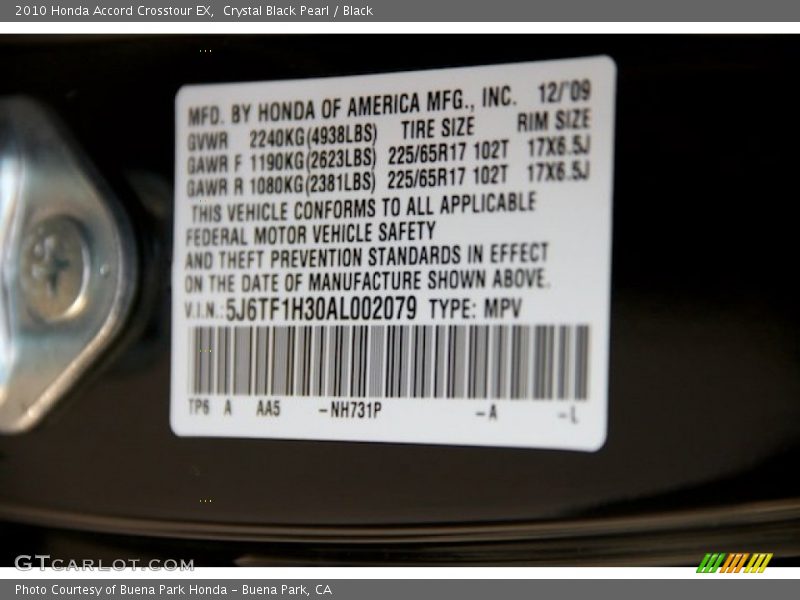 2010 Honda Accord Crosstour EX,  Crystal Black Pearl / Black
MFD. BY HONDA OF AMERICA MFG., INC. 12/'09
GVWR 2240KG(4938LBS) TIRE SIZE RIM SIZE
GAWR F 1190KG(2623LBS) 225/65R17 102T 17X6.5J
GAWR R 1080KG(2381LBS) 225/65R17 102T 17X6.5J
THIS VEHICLE CONFORMS TO ALL APPLICABLE
FEDERAL MOTOR VEHICLE SAFETY
AND THEFT PREVENTION STANDARDS IN EFFECT
ON THE DATE OF MANUFACTURE SHOWN ABOVE.
V.I.N.:5J6TF1H30AL002079 TYPE: MPV
TP6 A AA5 -NH731P -A -L
GTCARLOT.COM
Photo Courtesy of Buena Park Honda - Buena Park, CA